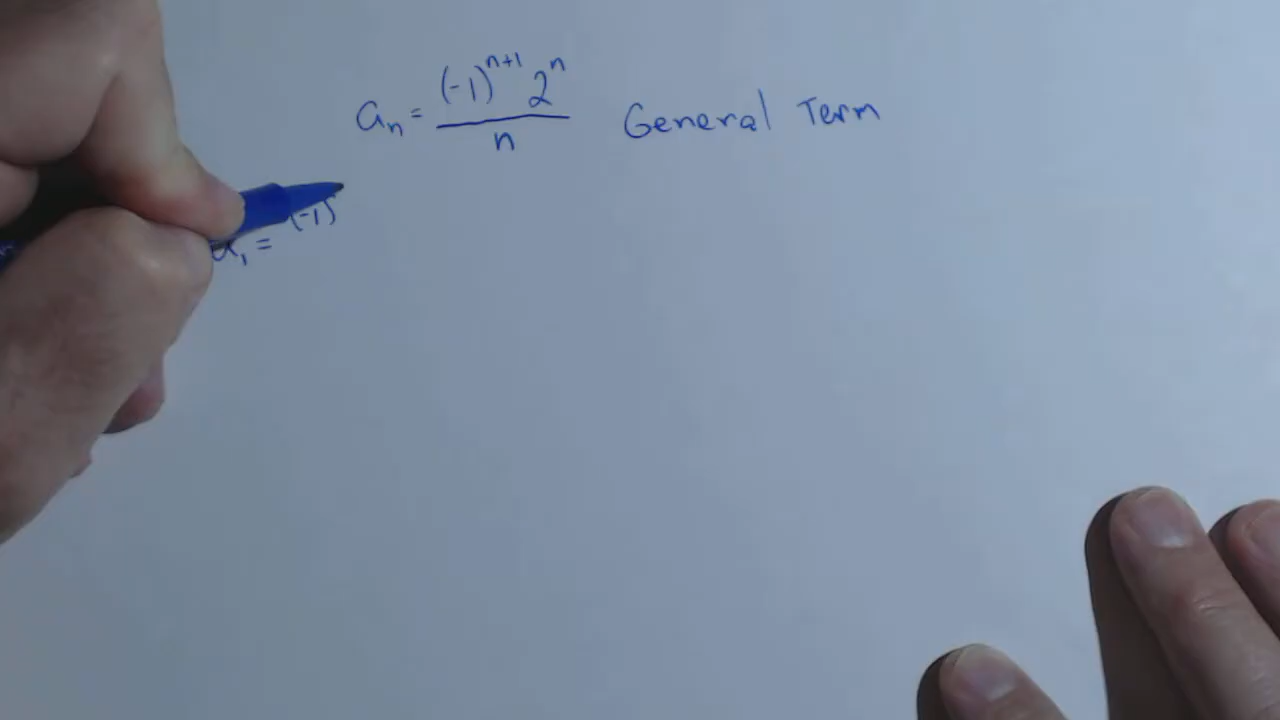 aₙ = (-1)ⁿ⁺¹ 2ⁿ / n General Term
a₁ = (-1)